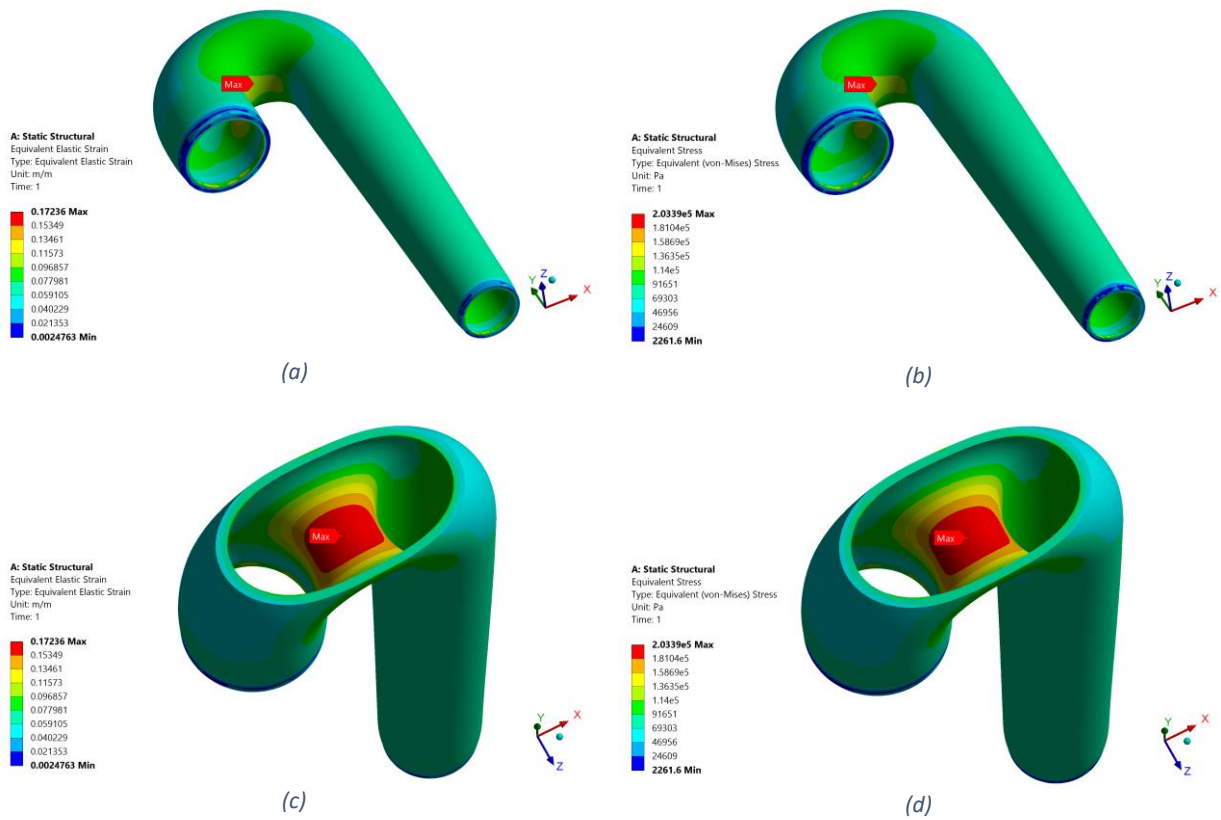 Max
A: Static Structural
Equivalent Elastic Strain
Type: Equivalent Elastic Strain
Unit: m/m
Time: 1
0.17236 Max
0.15349
0.13461
0.11573
0.096857
0.077981
0.059105
0.040229
0.021353
0.0024763 Min
Y
Z
X
(a)
Max
A: Static Structural
Equivalent Stress
Type: Equivalent (von-Mises) Stress
Unit: Pa
Time: 1
2.0339e5 Max
1.8104e5
1.5869e5
1.3635e5
1.14e5
91651
69303
46956
24609
2261.6 Min
Y
Z
X
(b)
Max
A: Static Structural
Equivalent Elastic Strain
Type: Equivalent Elastic Strain
Unit: m/m
Time: 1
0.17236 Max
0.15349
0.13461
0.11573
0.096857
0.077981
0.059105
0.040229
0.021353
0.0024763 Min
Y
X
Z
(c)
Max
A: Static Structural
Equivalent Stress
Type: Equivalent (von-Mises) Stress
Unit: Pa
Time: 1
2.0339e5 Max
1.8104e5
1.5869e5
1.3635e5
1.14e5
91651
69303
46956
24609
2261.6 Min
Y
X
Z
(d)